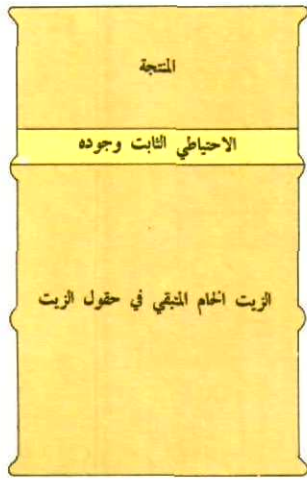 المنتجة
الاحتياطي الثابت وجوده
الزيت الخام المتبقي في حقول الزيت